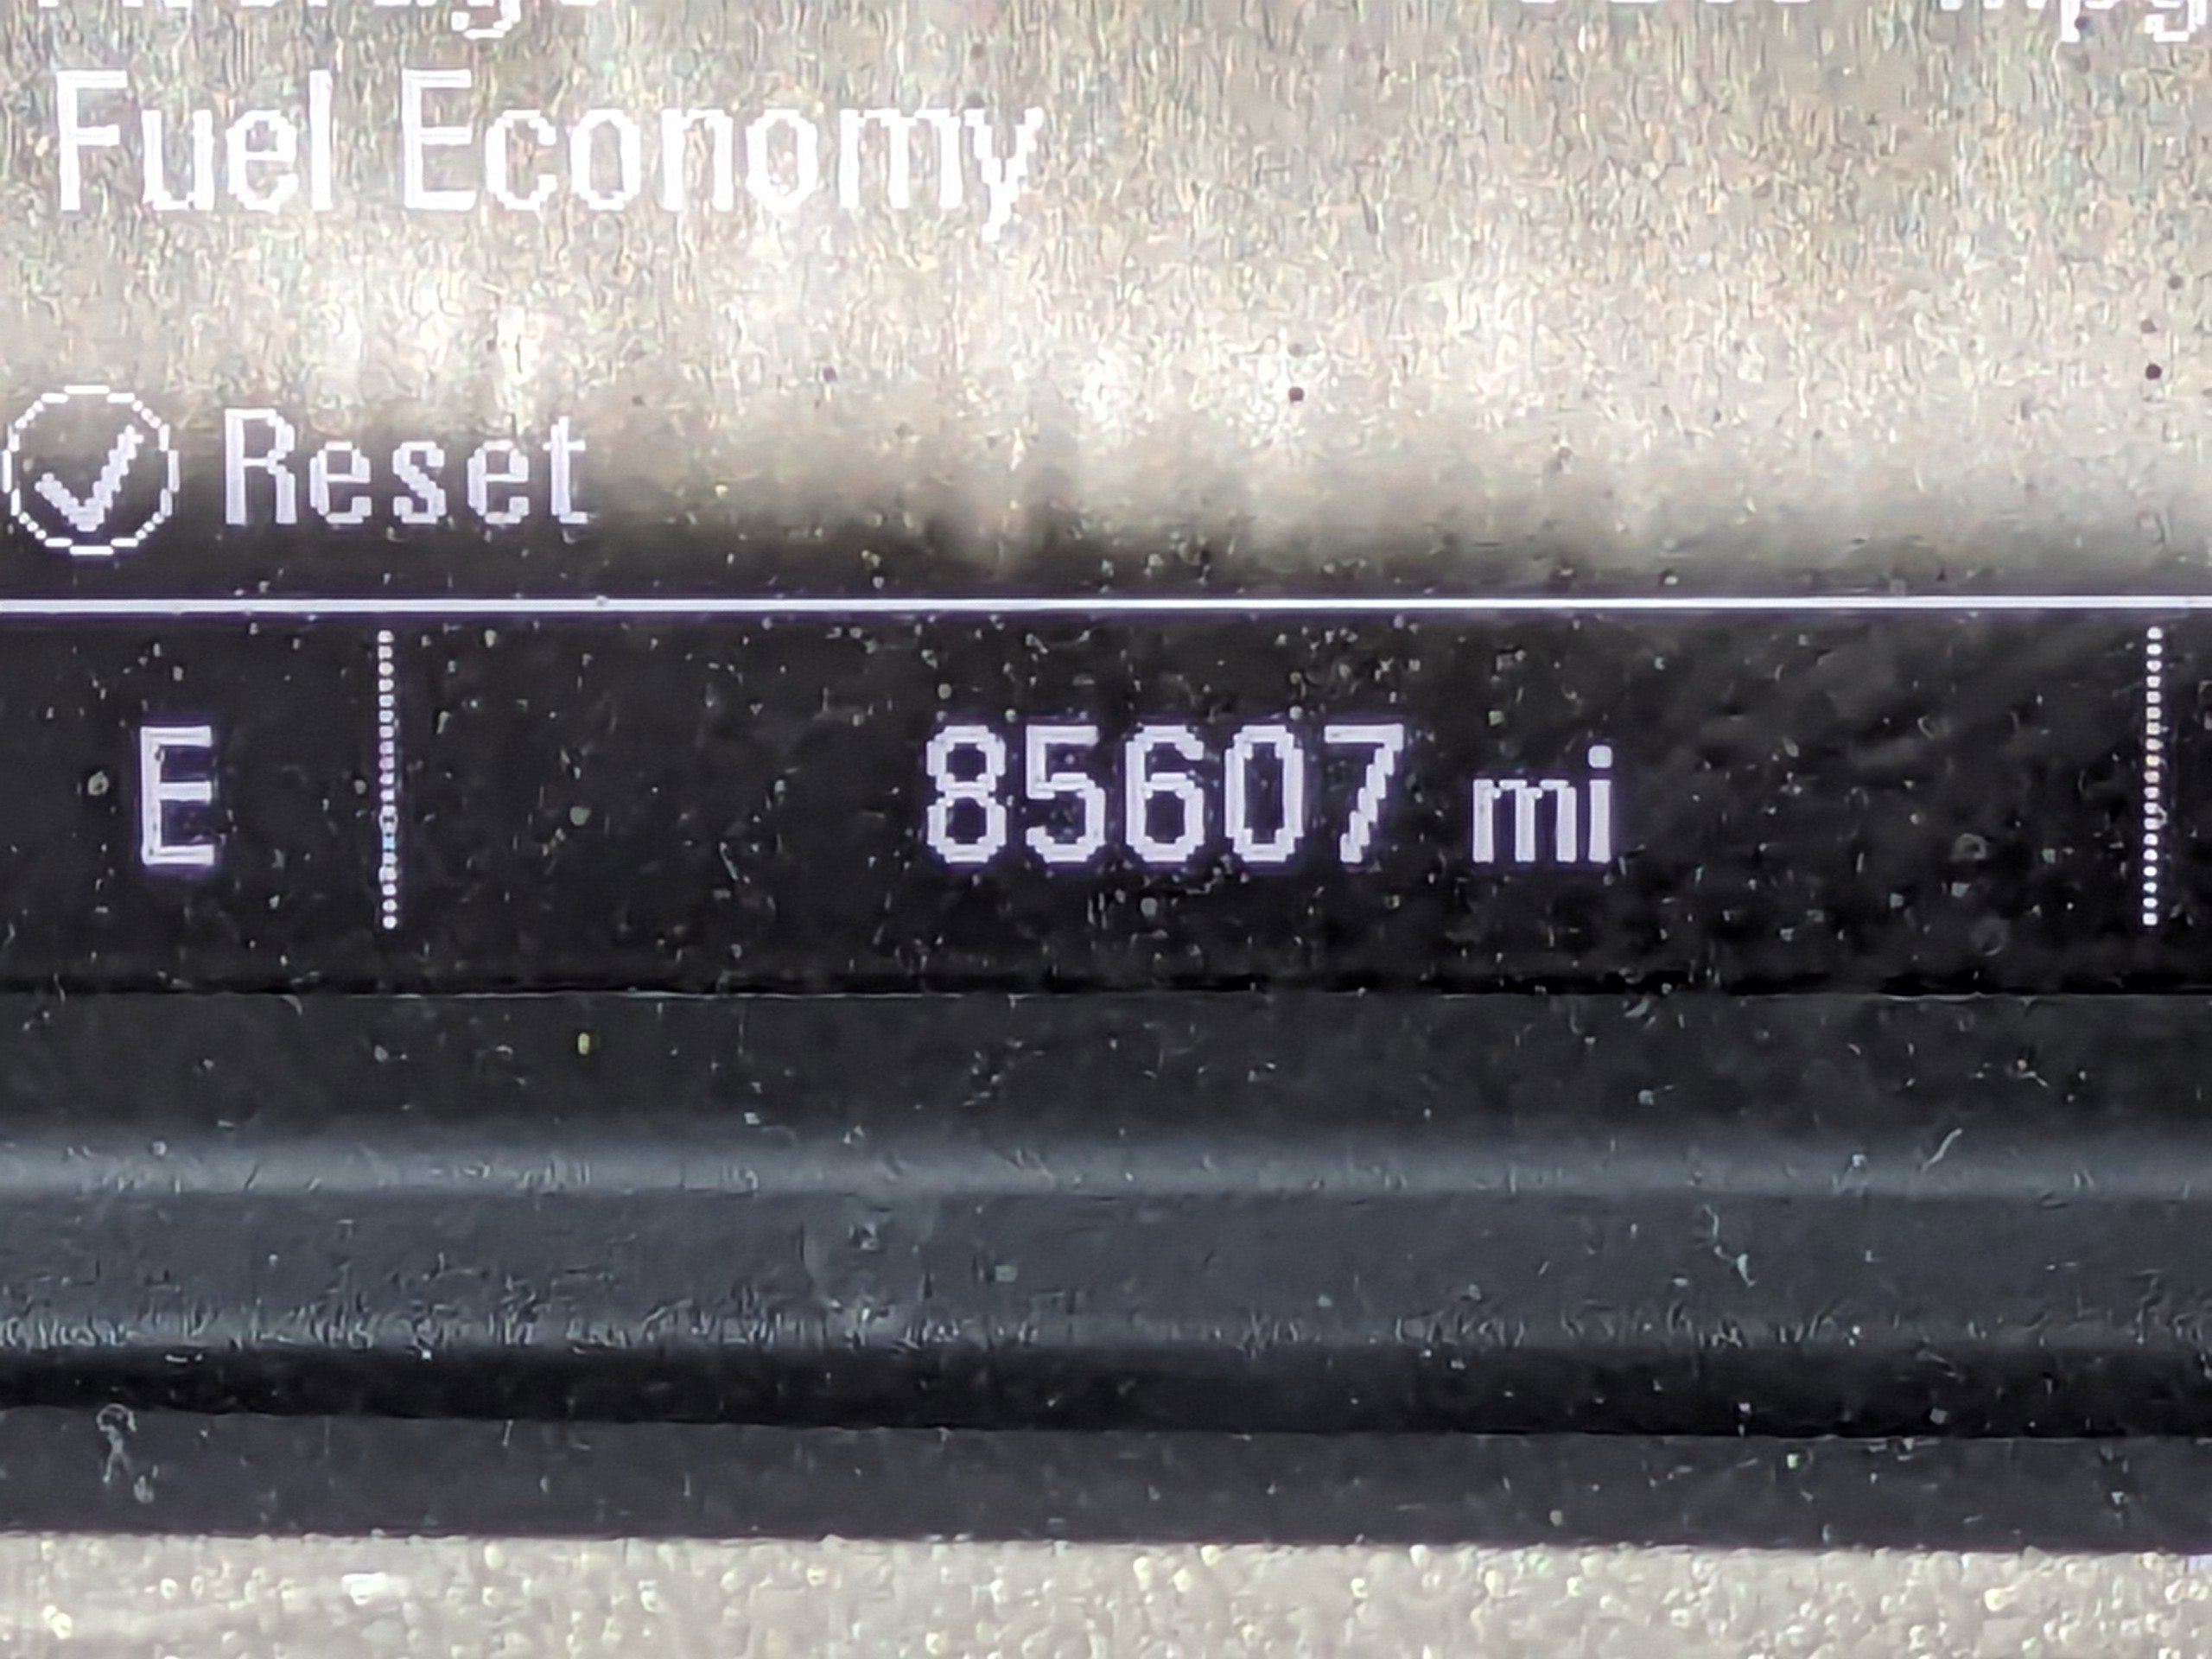 Fuel Economy
Reset
E 85607 mi